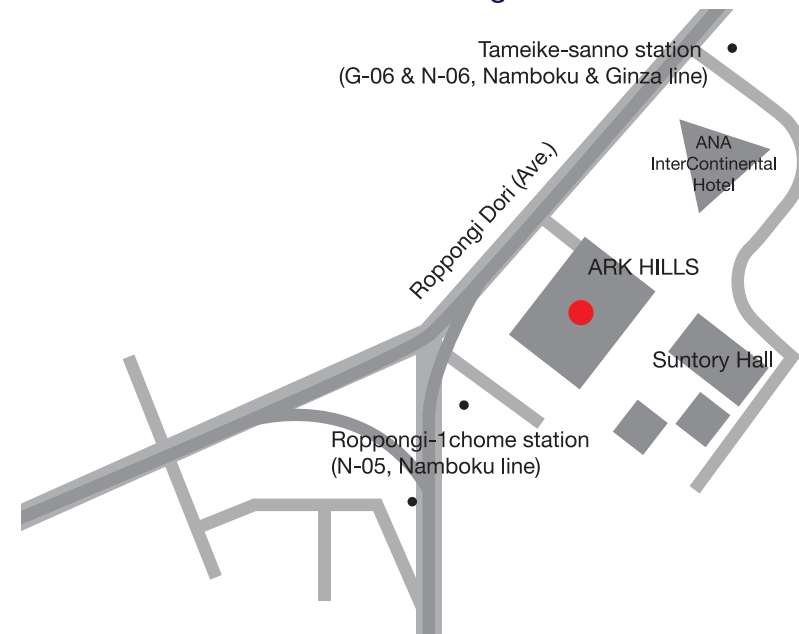 Tameike-sanno station
(G-06 & N-06, Namboku & Ginza line)
ANA
InterContinental
Hotel
Roppongi Dori (Ave.)
ARK HILLS
Suntory Hall
Roppongi-1chome station
(N-05, Namboku line)